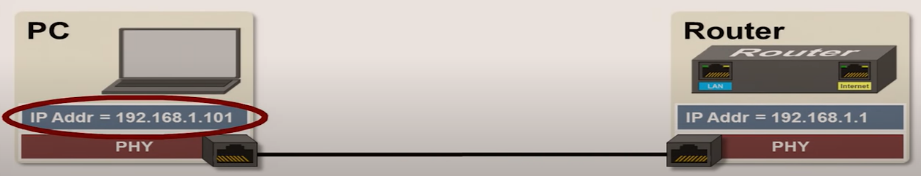 PC
IP Addr = 192.168.1.101
PHY
Router
Router
LAN
Internet
IP Addr = 192.168.1.1
PHY